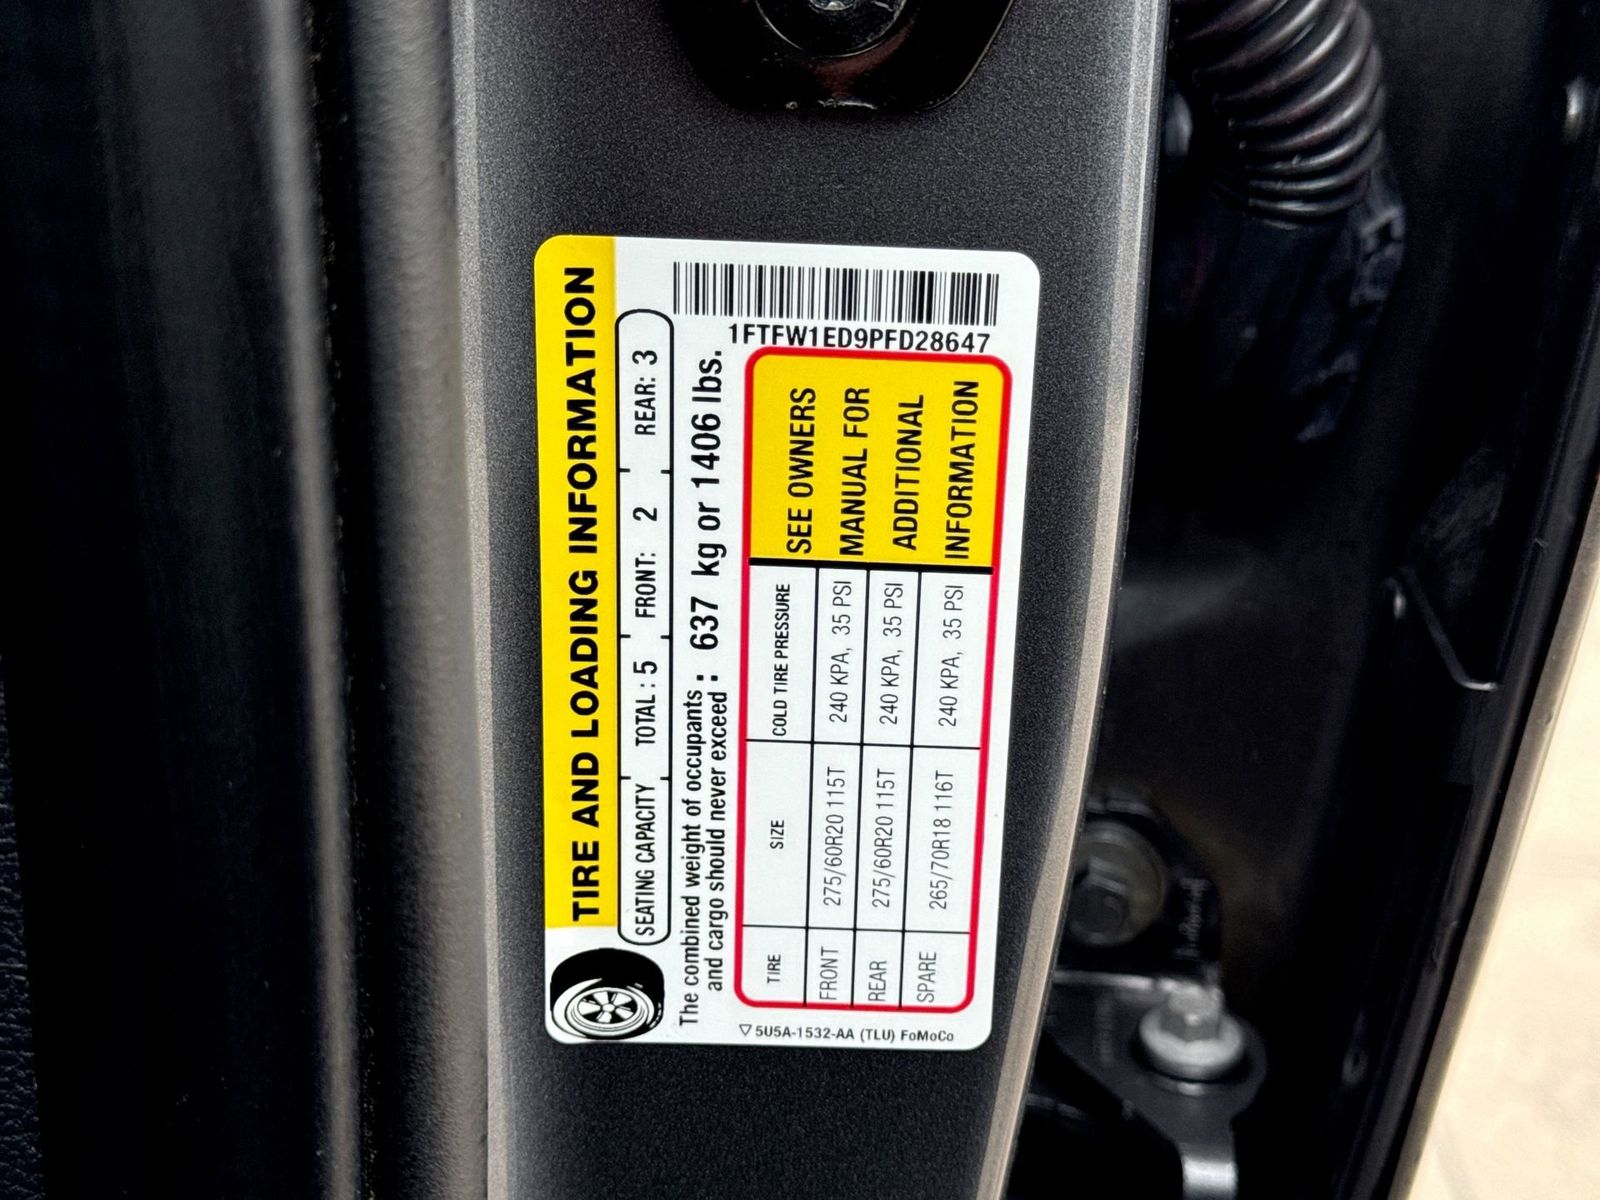 TIRE AND LOADING INFORMATION
SEATING CAPACITY TOTAL : 5 FRONT: 2 REAR: 3
The combined weight of occupants
and cargo should never exceed : 637 kg or 1406 lbs.
1FTFW1ED9PFD28647
TIRE SIZE COLD TIRE PRESSURE
FRONT 275/60R20 115T 240 KPA, 35 PSI
REAR 275/60R20 115T 240 KPA, 35 PSI
SPARE 265/70R18 116T 240 KPA, 35 PSI
SEE OWNERS
MANUAL FOR
ADDITIONAL
INFORMATION
▽ 5U5A-1532-AA (TLU) FoMoCo